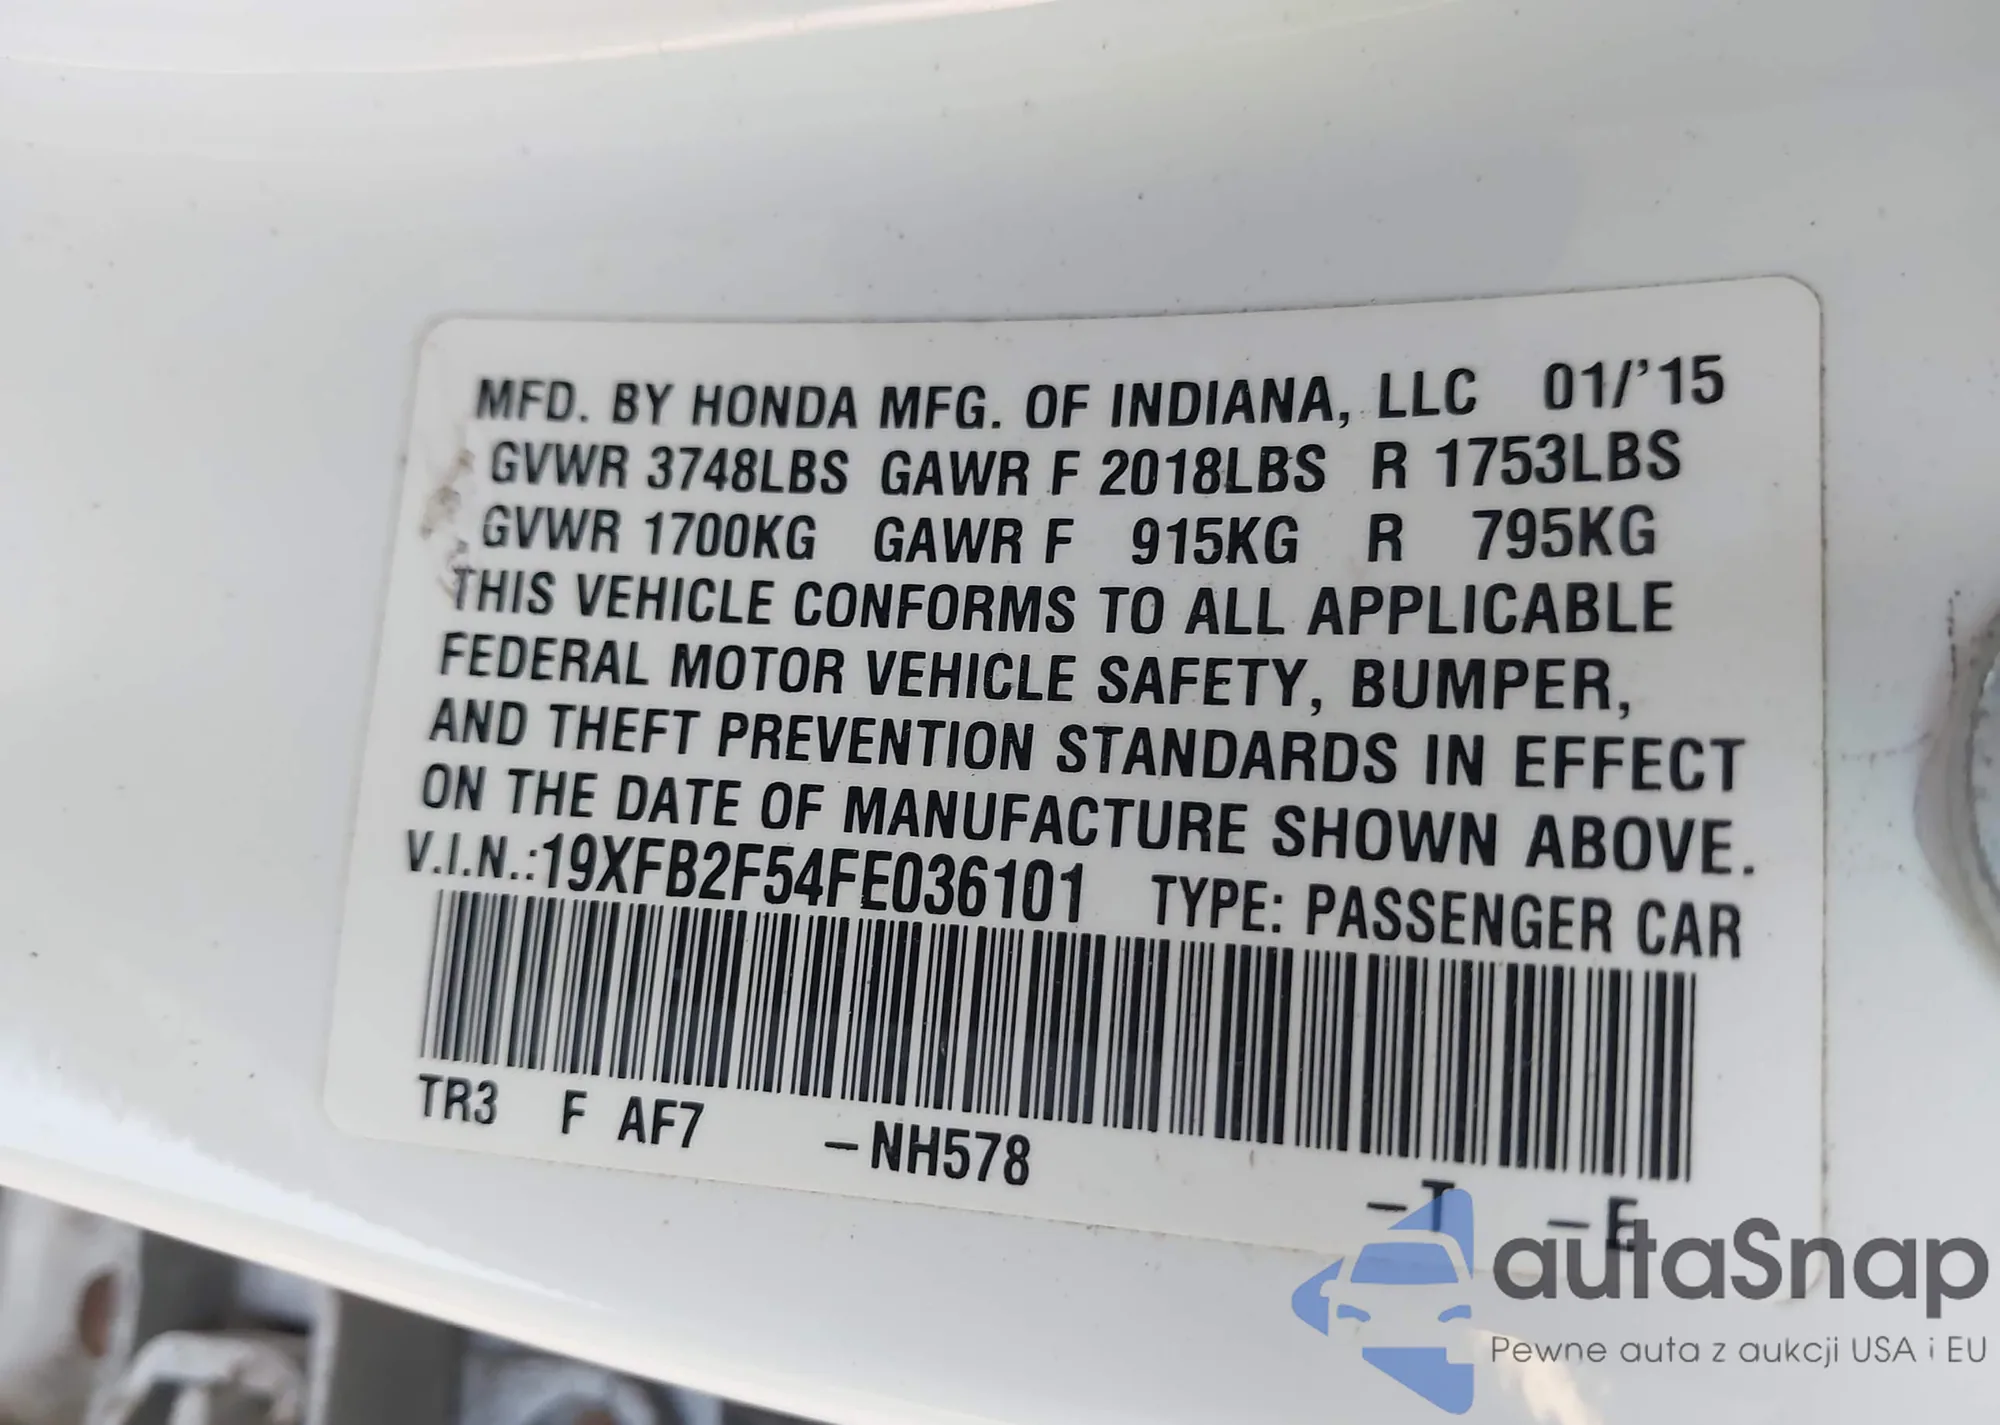 MFD. BY HONDA MFG. OF INDIANA, LLC 01/'15
GVWR 3748LBS GAWR F 2018LBS R 1753LBS
GVWR 1700KG GAWR F 915KG R 795KG
THIS VEHICLE CONFORMS TO ALL APPLICABLE
FEDERAL MOTOR VEHICLE SAFETY, BUMPER,
AND THEFT PREVENTION STANDARDS IN EFFECT
ON THE DATE OF MANUFACTURE SHOWN ABOVE.
V.I.N.:19XFB2F54FE036101 TYPE: PASSENGER CAR
TR3 F AF7 –NH578 –T –E
autaSnap
Pewne auta z aukcji USA i EU